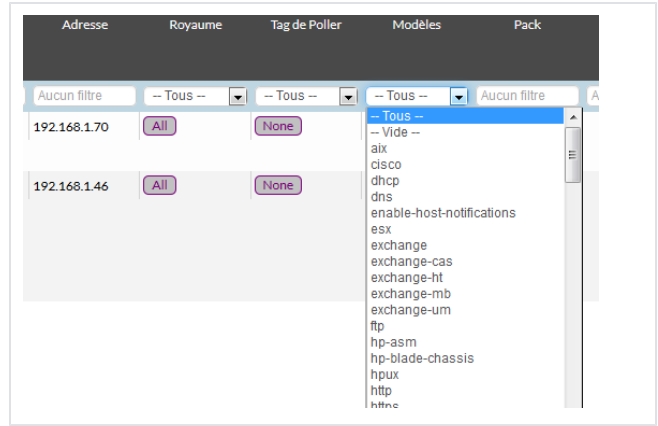 Adresse Royaume Tag de Poller Modèles Pack
Aucun filtre -- Tous -- -- Tous -- -- Tous -- Aucun filtre A
192.168.1.70 All None
192.168.1.46 All None
-- Tous --
-- Vide --
aix
cisco
dhcp
dns
enable-host-notifications
esx
exchange
exchange-cas
exchange-ht
exchange-mb
exchange-um
ftp
hp-asm
hp-blade-chassis
hpux
http
https